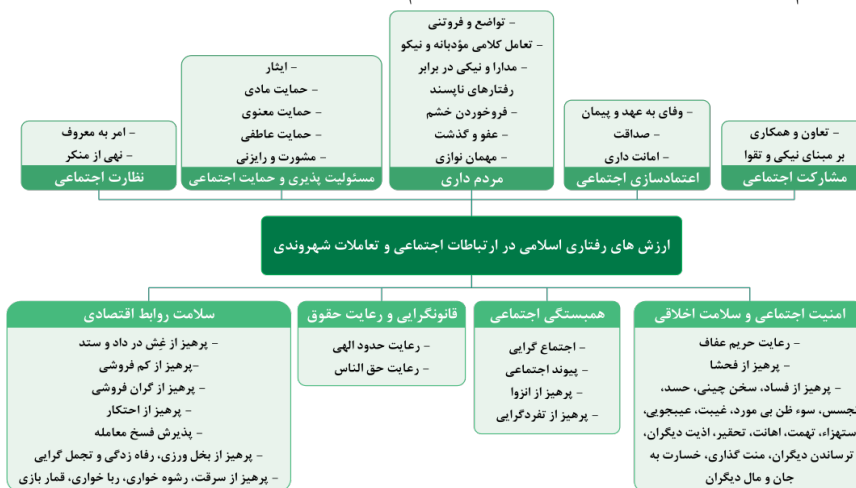 - تعاون و همکاری
بر مبنای نیکی و تقوا
مشارکت اجتماعی
- وفای به عهد و پیمان
- صداقت
- امانت داری
اعتمادسازی اجتماعی
- تواضع و فروتنی
- تعامل کلامی مؤدبانه و نیکو
- مدارا و نیکی در برابر
رفتارهای ناپسند
- فروخوردن خشم
- عفو و گذشت
- مهمان نوازی
مردم داری
- ایثار
- حمایت مادی
- حمایت معنوی
- حمایت عاطفی
- مشورت و رایزنی
مسئولیت پذیری و حمایت اجتماعی
- امر به معروف
- نهی از منکر
نظارت اجتماعی
ارزش های رفتاری اسلامی در ارتباطات اجتماعی و تعاملات شهروندی
امنیت اجتماعی و سلامت اخلاقی
- رعایت حریم عفاف
- پرهیز از فحشا
- پرهیز از فساد، سخن چینی، حسد،
تجسس، سوء ظن بی مورد، غیبت، عیبجویی،
استهزاء، تهمت، اهانت، تحقیر، اذیت دیگران،
ترساندن دیگران، منت گذاری، خسارت به
جان و مال دیگران
همبستگی اجتماعی
- اجتماع گرایی
- پیوند اجتماعی
- پرهیز از انزوا
- پرهیز از تفردگرایی
قانونگرایی و رعایت حقوق
- رعایت حدود الهی
- رعایت حق الناس
سلامت روابط اقتصادی
- پرهیز از غِش در داد و ستد
-پرهیز از کم فروشی
- پرهیز از گران فروشی
- پرهیز از احتکار
- پذیرش فسخ معامله
- پرهیز از بخل ورزی، رفاه زدگی و تجمل گرایی
- پرهیز از سرقت، رشوه خواری، ربا خواری، قمار بازی